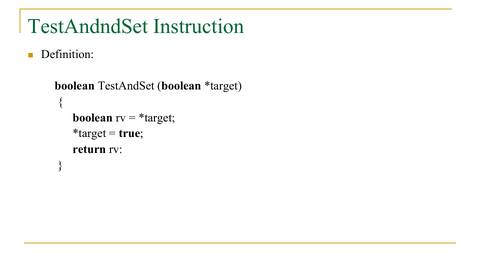 TestAndndSet Instruction
Definition:
boolean TestAndSet (boolean *target)
{
boolean rv = *target;
*target = true;
return rv:
}